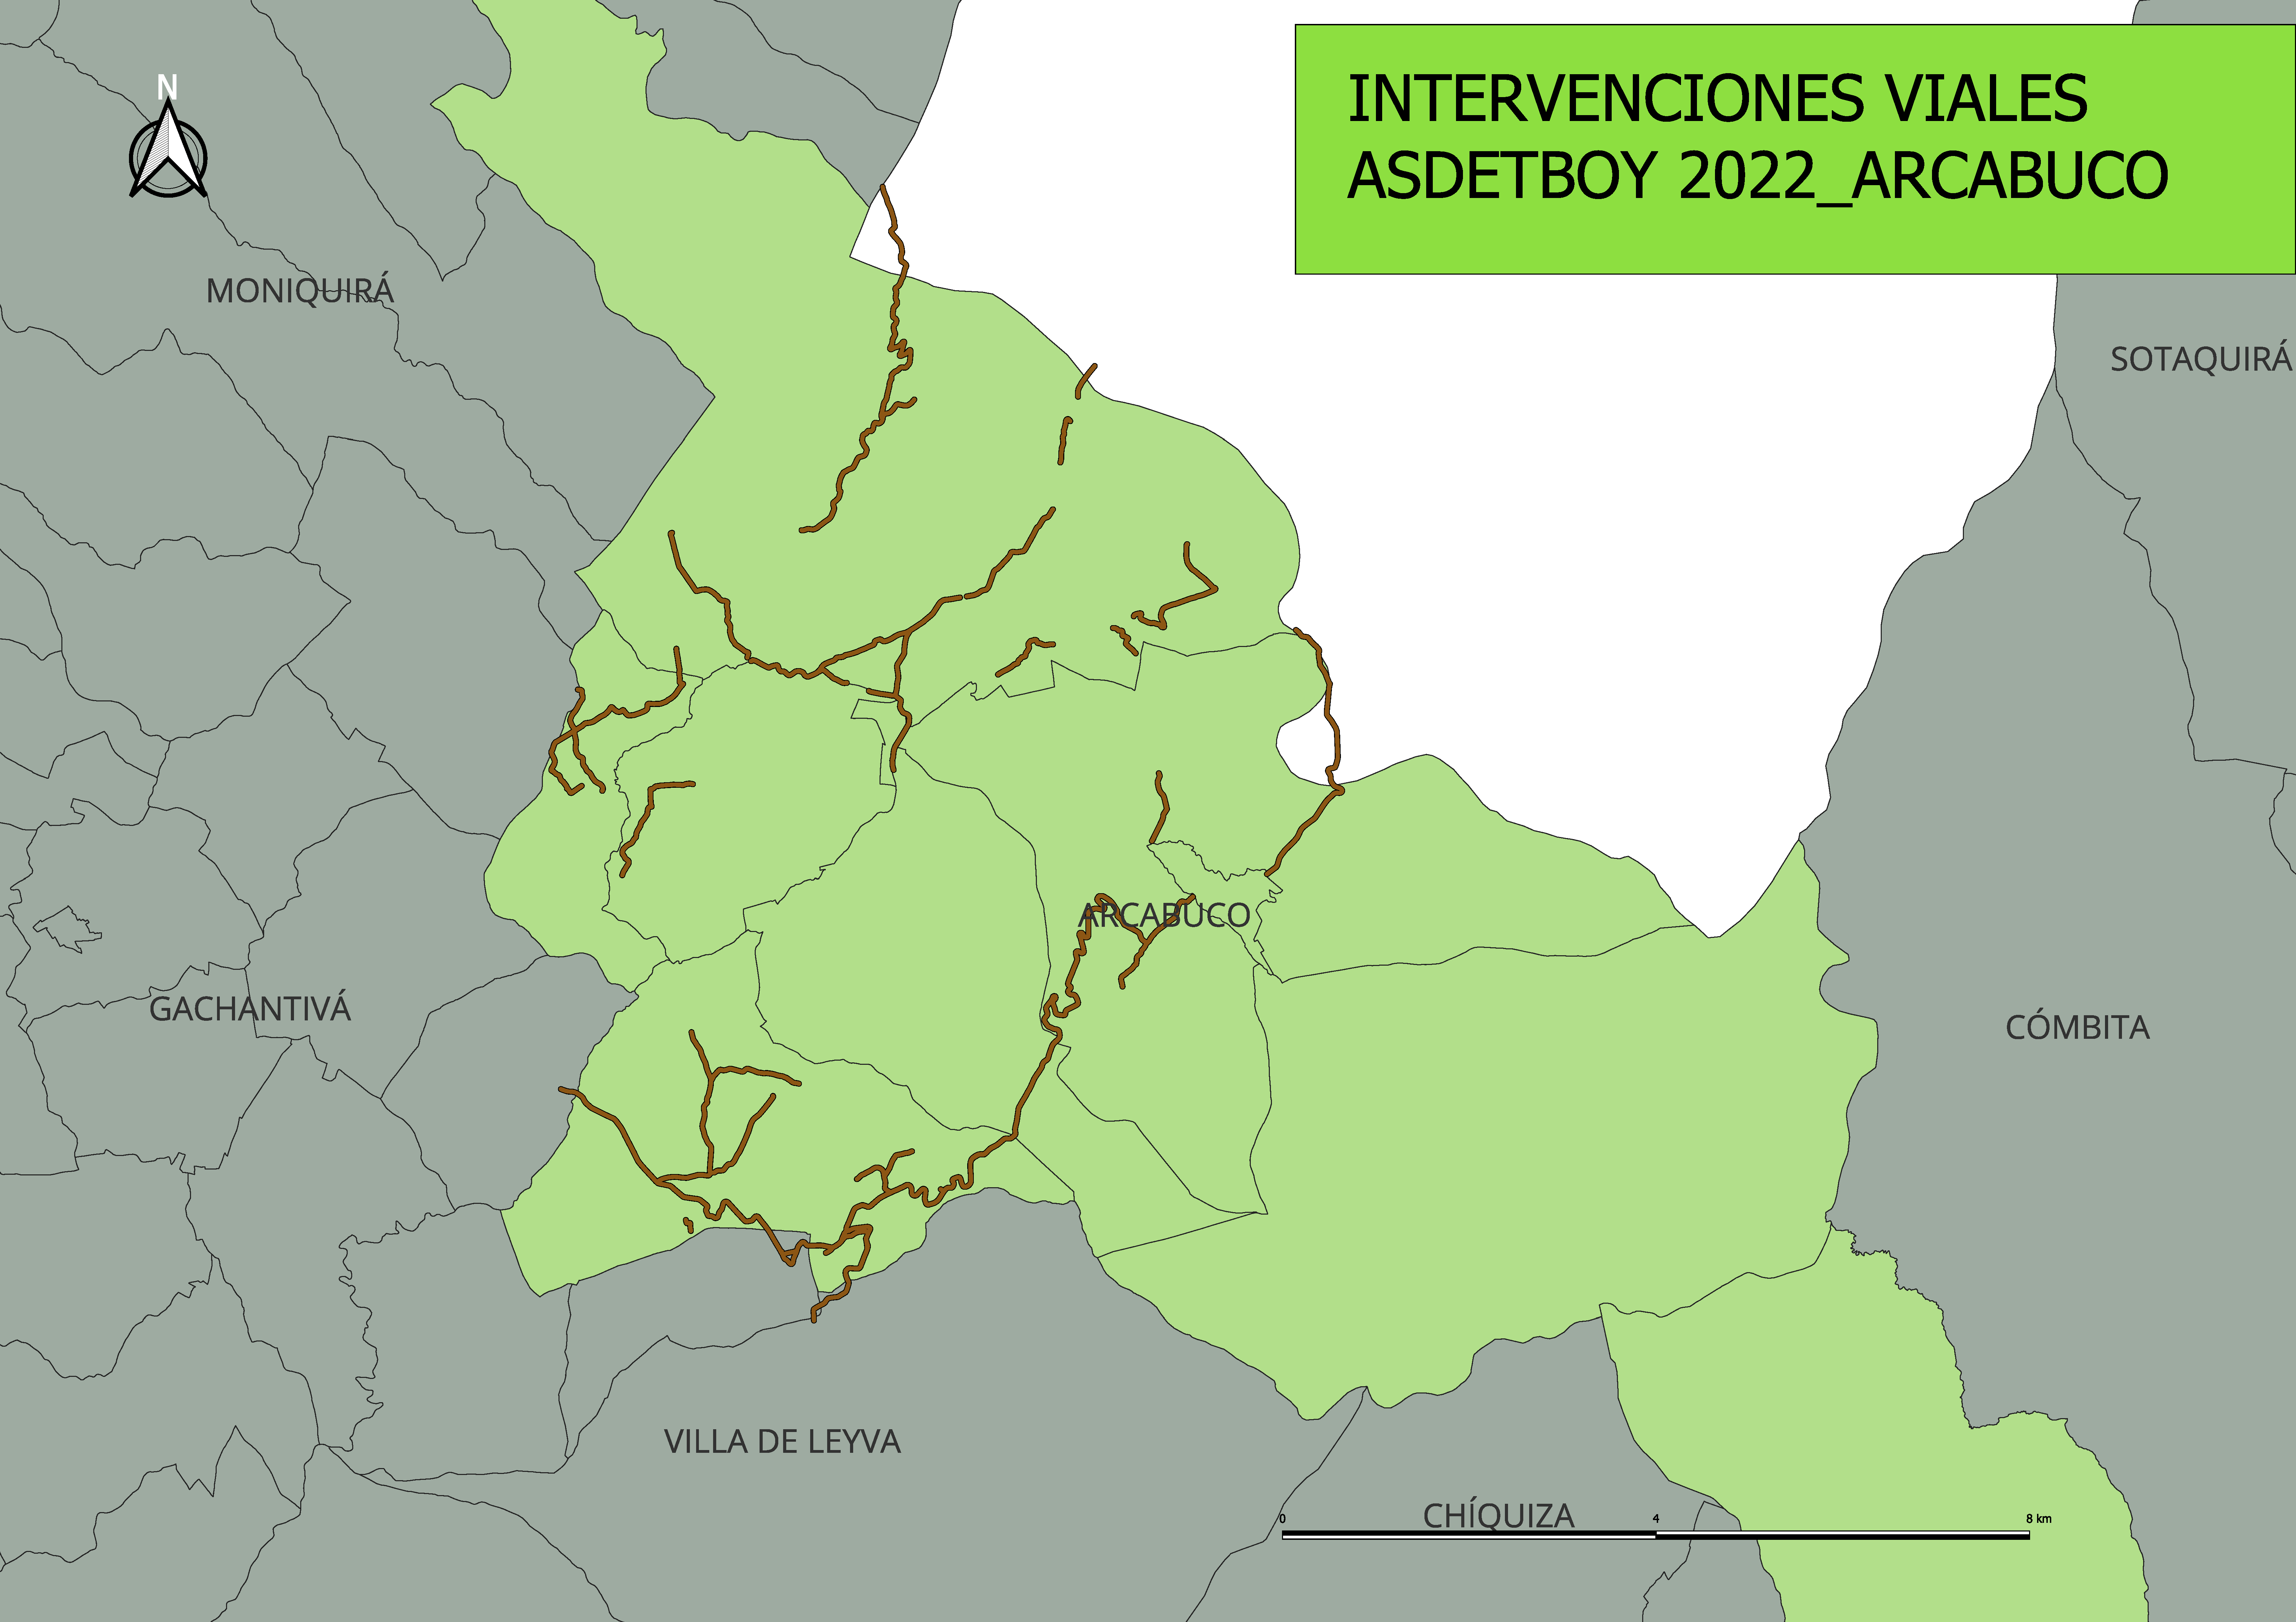 INTERVENCIONES VIALES
ASDETBOY 2022_ARCABUCO
N
MONIQUIRÁ
SOTAQUIRÁ
ARCABUCO
GACHANTIVÁ
CÓMBITA
VILLA DE LEYVA
CHÍQUIZA
0 4 8 km